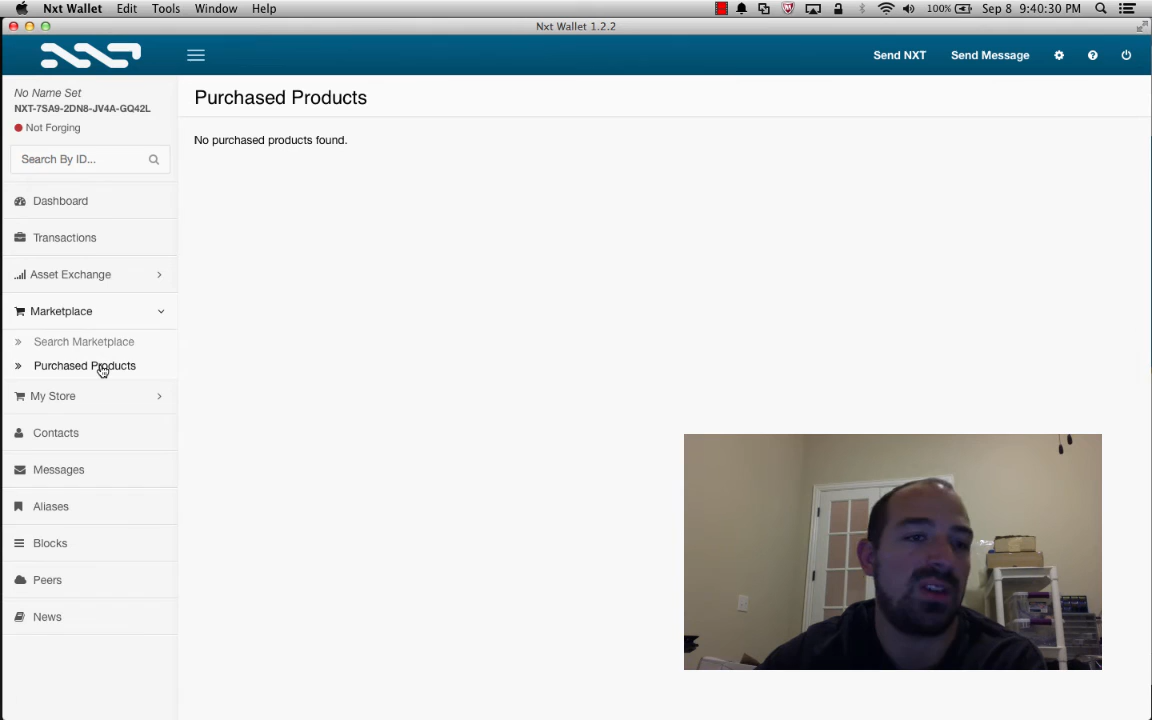 Nxt Wallet Edit Tools Window Help 100% Sep 8 9:40:30 PM
Nxt Wallet 1.2.2
NXT Send NXT Send Message
No Name Set
NXT-7SA9-2DN8-JV4A-GQ42L
Not Forging
Search By ID...
Dashboard
Transactions
Asset Exchange
Marketplace
Search Marketplace
Purchased Products
My Store
Contacts
Messages
Aliases
Blocks
Peers
News
Purchased Products
No purchased products found.